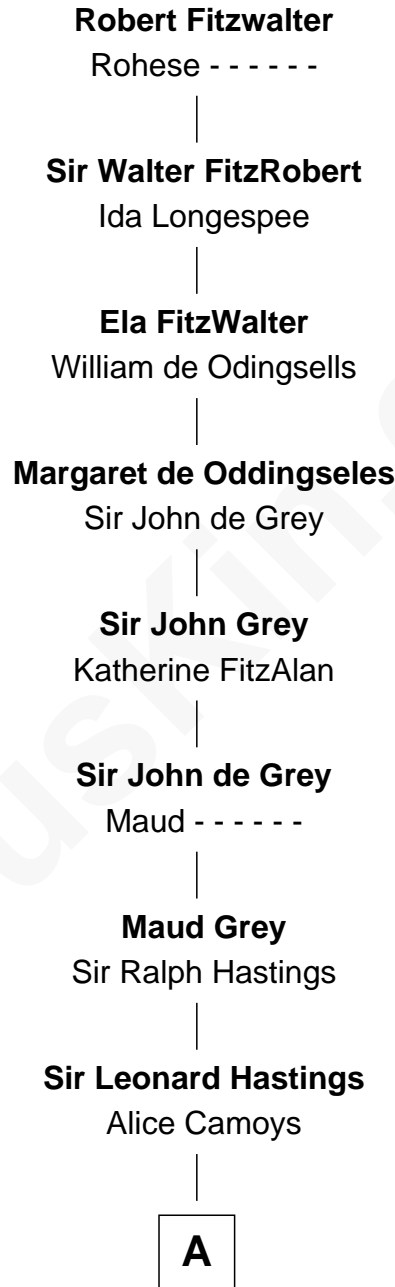 Robert Fitzwalter
Rohese - - - - - -
Sir Walter FitzRobert
Ida Longespee
Ela FitzWalter
William de Odingsells
Margaret de Oddingseles
Sir John de Grey
Sir John Grey
Katherine FitzAlan
Sir John de Grey
Maud - - - - - -
Maud Grey
Sir Ralph Hastings
Sir Leonard Hastings
Alice Camoys
A